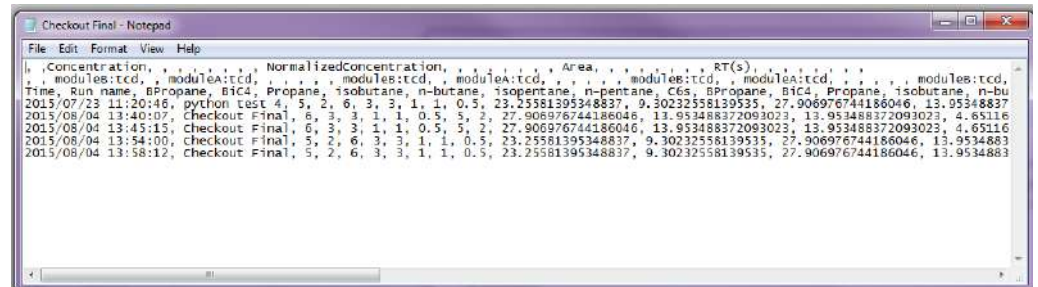 Checkout Final - Notepad
File Edit Format View Help
, ,Concentration, , , , , , , , NormalizedConcentration, , , , , , , , Area, , , , , , , , RT(s), , , , , , , ,
, , moduleB:tcd, , moduleA:tcd, , , , , , moduleB:tcd, , moduleA:tcd, , , , , , moduleB:tcd, , moduleA:tcd, , , , , , moduleB:tcd,
Time, Run name, BPropane, BiC4, Propane, isobutane, n-butane, isopentane, n-pentane, C6s, BPropane, BiC4, Propane, isobutane, n-bu
2015/07/23 11:20:46, python test 4, 5, 2, 6, 3, 3, 1, 1, 0.5, 23.25581395348837, 9.30232558139535, 27.906976744186046, 13.95348837
2015/08/04 13:40:07, Checkout Final, 6, 3, 3, 1, 1, 0.5, 5, 2, 27.906976744186046, 13.953488372093023, 13.953488372093023, 4.65116
2015/08/04 13:45:15, Checkout Final, 6, 3, 3, 1, 1, 0.5, 5, 2, 27.906976744186046, 13.953488372093023, 13.953488372093023, 4.65116
2015/08/04 13:54:00, Checkout Final, 5, 2, 6, 3, 3, 1, 1, 0.5, 23.25581395348837, 9.30232558139535, 27.906976744186046, 13.9534883
2015/08/04 13:58:12, Checkout Final, 5, 2, 6, 3, 3, 1, 1, 0.5, 23.25581395348837, 9.30232558139535, 27.906976744186046, 13.9534883